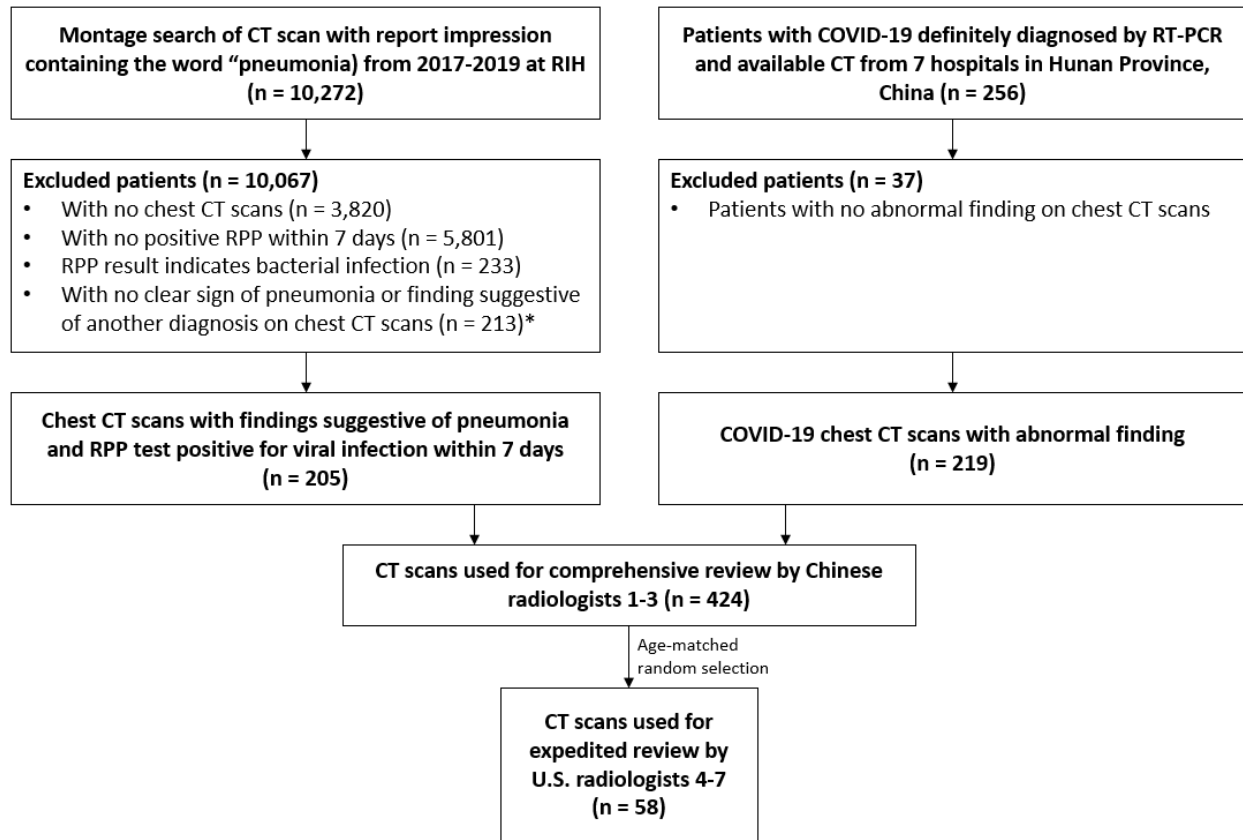 Montage search of CT scan with report impression
containing the word “pneumonia) from 2017-2019 at RIH
(n = 10,272)
Patients with COVID-19 definitely diagnosed by RT-PCR
and available CT from 7 hospitals in Hunan Province,
China (n = 256)
Excluded patients (n = 10,067)
• With no chest CT scans (n = 3,820)
• With no positive RPP within 7 days (n = 5,801)
• RPP result indicates bacterial infection (n = 233)
• With no clear sign of pneumonia or finding suggestive
of another diagnosis on chest CT scans (n = 213)*
Excluded patients (n = 37)
• Patients with no abnormal finding on chest CT scans
Chest CT scans with findings suggestive of pneumonia
and RPP test positive for viral infection within 7 days
(n = 205)
COVID-19 chest CT scans with abnormal finding
(n = 219)
CT scans used for comprehensive review by Chinese
radiologists 1-3 (n = 424)
Age-matched
random selection
CT scans used for
expedited review by
U.S. radiologists 4-7
(n = 58)